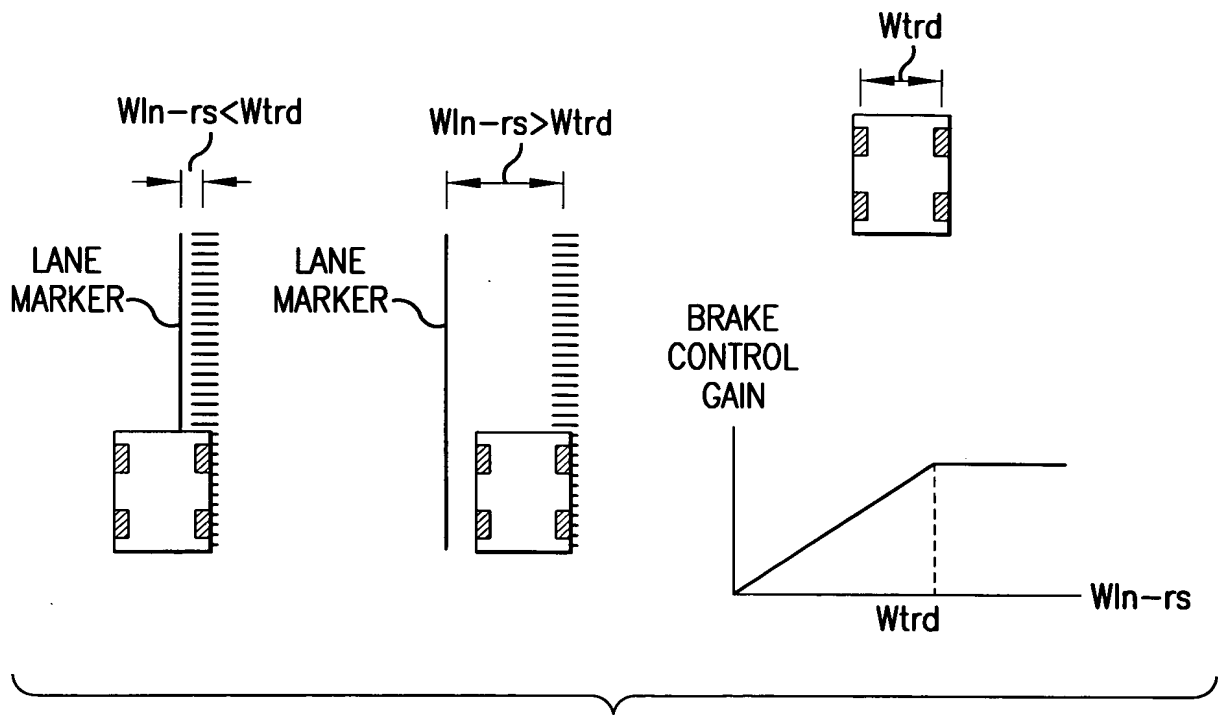 Wtrd
Wln-rs<Wtrd
Wln-rs>Wtrd
LANE
MARKER
LANE
MARKER
BRAKE
CONTROL
GAIN
Wtrd
Wln-rs